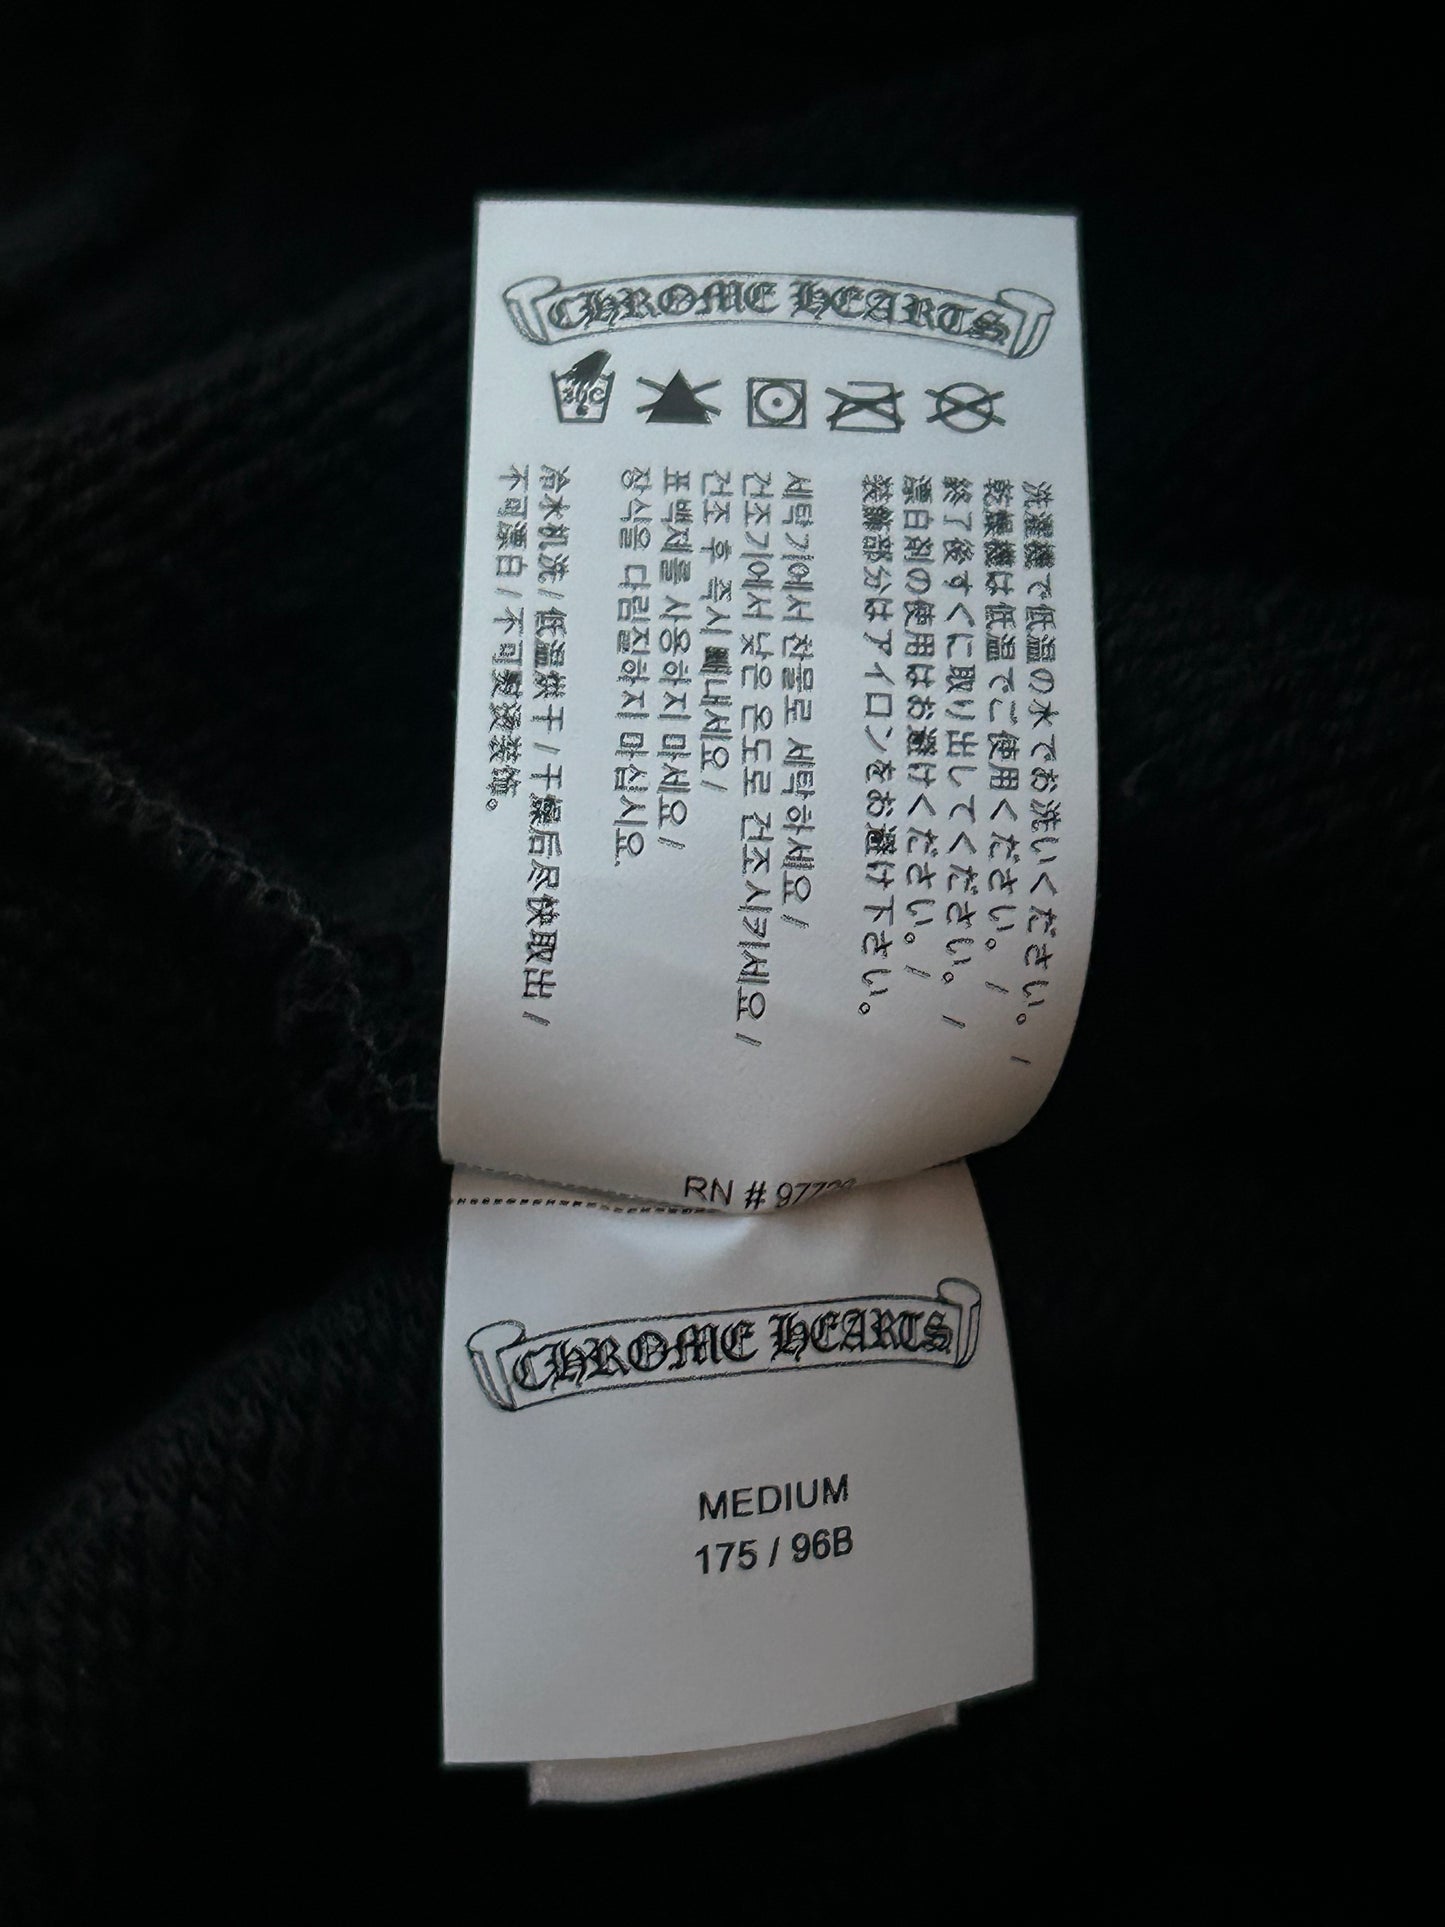 CHROME HEARTS
30°C
洗濯機で低温の水でお洗いください。/
乾燥機は低温でご使用ください。/
終了後すぐに取り出してください。/
漂白剤の使用はお避けください。/
装飾部分はアイロンをお避け下さい。
세탁기에서 찬물로 세탁하세요 /
건조기에서 낮은 온도로 건조시키세요 /
건조 후 즉시 빼내세요 /
표백제를 사용하지 마세요 /
장식을 다림질하지 마십시요.
冷水机洗 / 低温烘干 / 干燥后尽快取出 /
不可漂白 / 不可熨烫装饰。
RN #
CHROME HEARTS
MEDIUM
175 / 96B